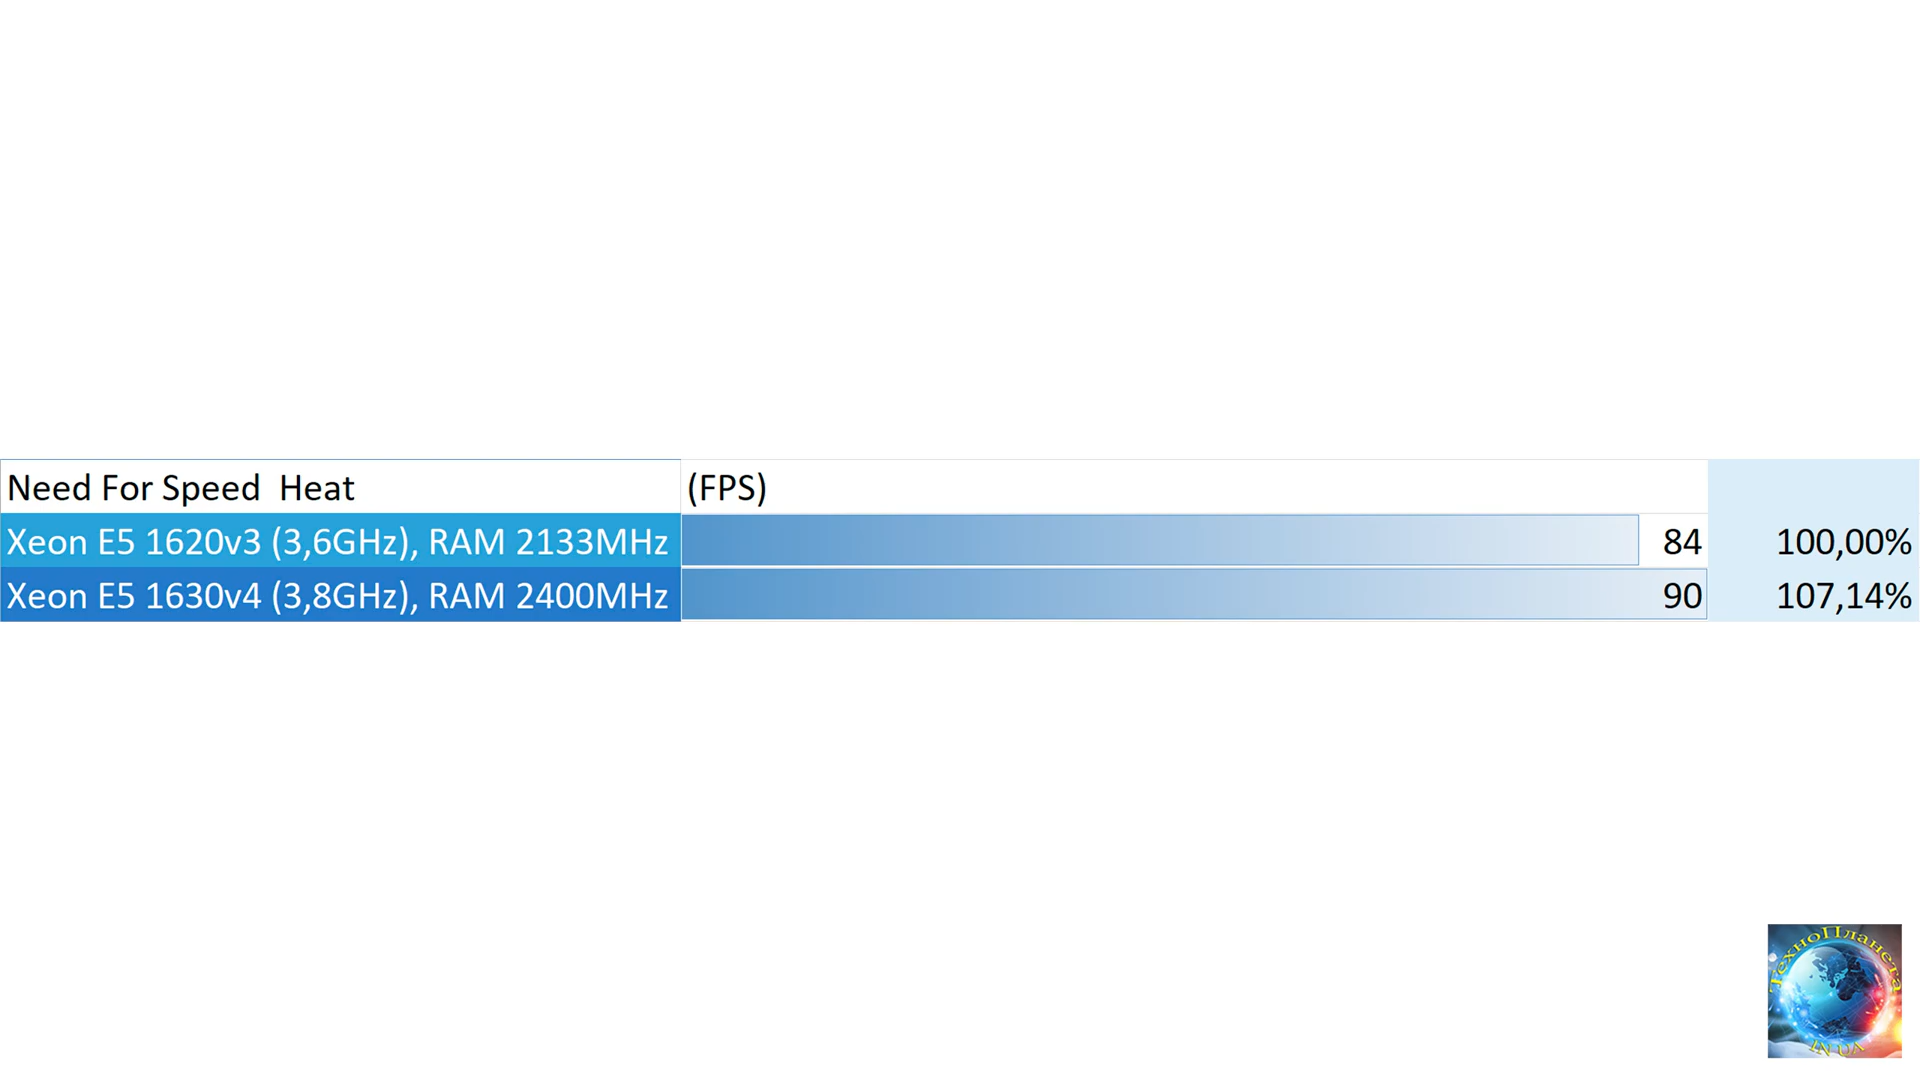 Need For Speed  Heat (FPS)
Xeon E5 1620v3 (3,6GHz), RAM 2133MHz 84 100,00%
Xeon E5 1630v4 (3,8GHz), RAM 2400MHz 90 107,14%
ТехноПланета
IN UA